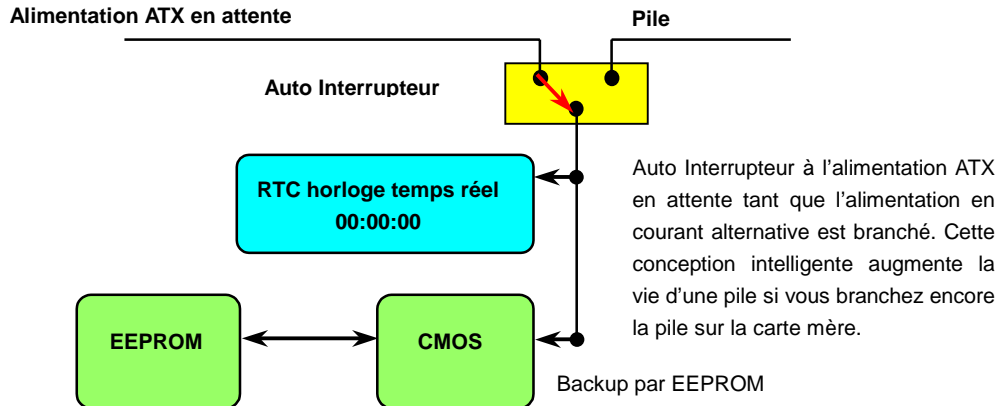 Alimentation ATX en attente
Pile
Auto Interrupteur
RTC horloge temps réel
00:00:00
Auto Interrupteur à l'alimentation ATX
en attente tant que l'alimentation en
courant alternative est branché. Cette
conception intelligente augmente la
vie d'une pile si vous branchez encore
la pile sur la carte mère.
EEPROM
CMOS
Backup par EEPROM